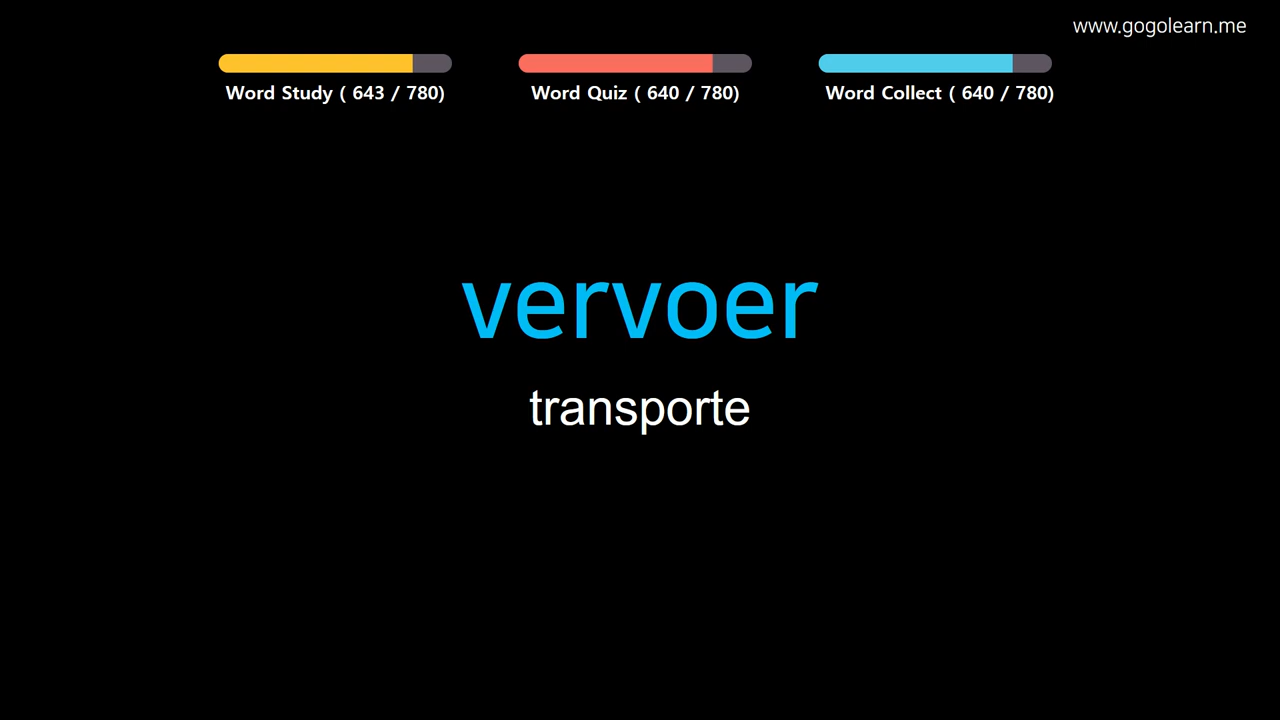 www.gogolearn.me
Word Study ( 643 / 780)
Word Quiz ( 640 / 780)
Word Collect ( 640 / 780)
vervoer
transporte